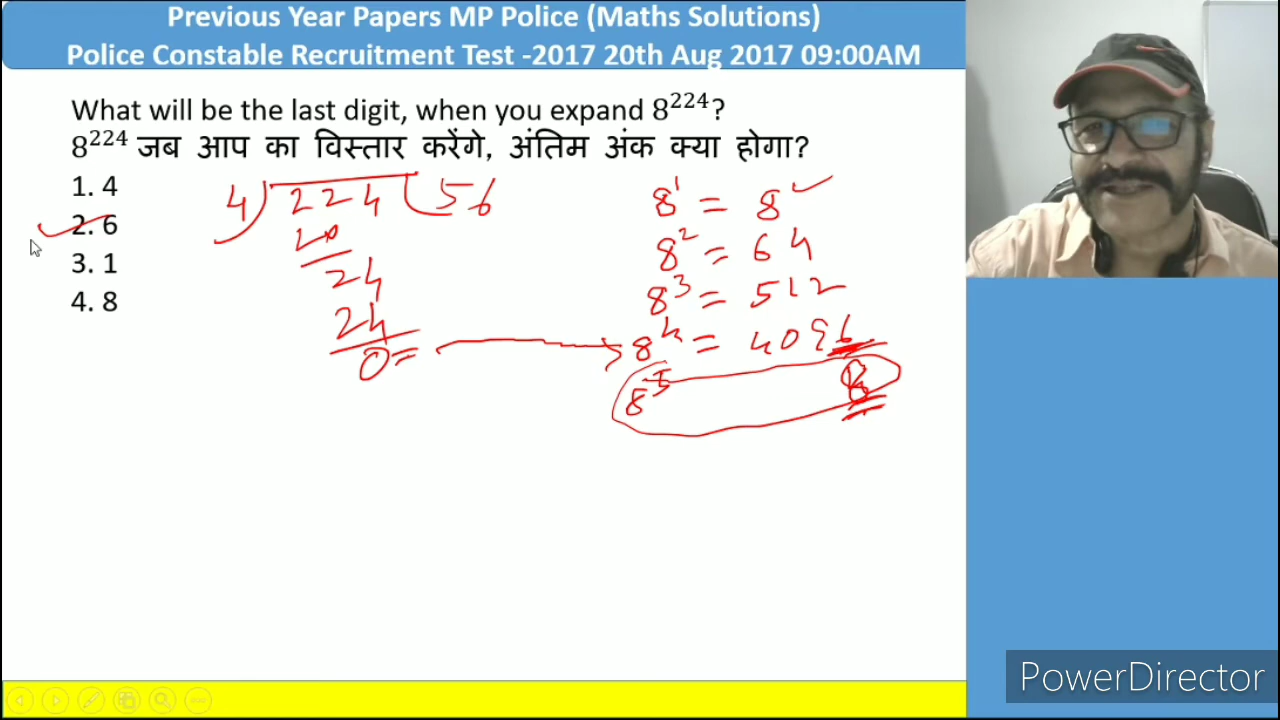 Previous Year Papers MP Police (Maths Solutions)
Police Constable Recruitment Test -2017 20th Aug 2017 09:00AM
What will be the last digit, when you expand 8²²⁴?
8²²⁴ जब आप का विस्तार करेंगे, अंतिम अंक क्या होगा?
1. 4
2. 6
3. 1
4. 8
4) 224 ( 56
20
24
24
0
8¹ = 8
8² = 64
8³ = 512
8⁴ = 4096
8⁵ 8
PowerDirector